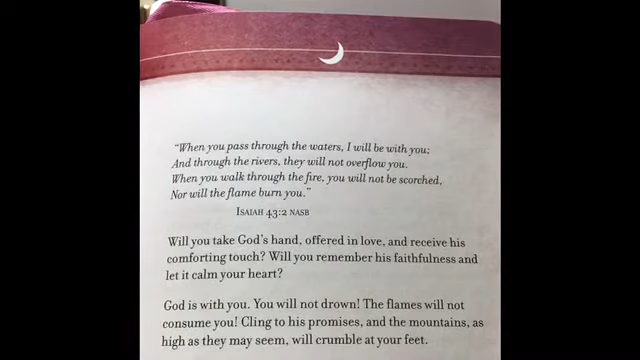 “When you pass through the waters, I will be with you;
And through the rivers, they will not overflow you.
When you walk through the fire, you will not be scorched,
Nor will the flame burn you.”
Isaiah 43:2 NASB
Will you take God’s hand, offered in love, and receive his
comforting touch? Will you remember his faithfulness and
let it calm your heart?
God is with you. You will not drown! The flames will not
consume you! Cling to his promises, and the mountains, as
high as they may seem, will crumble at your feet.